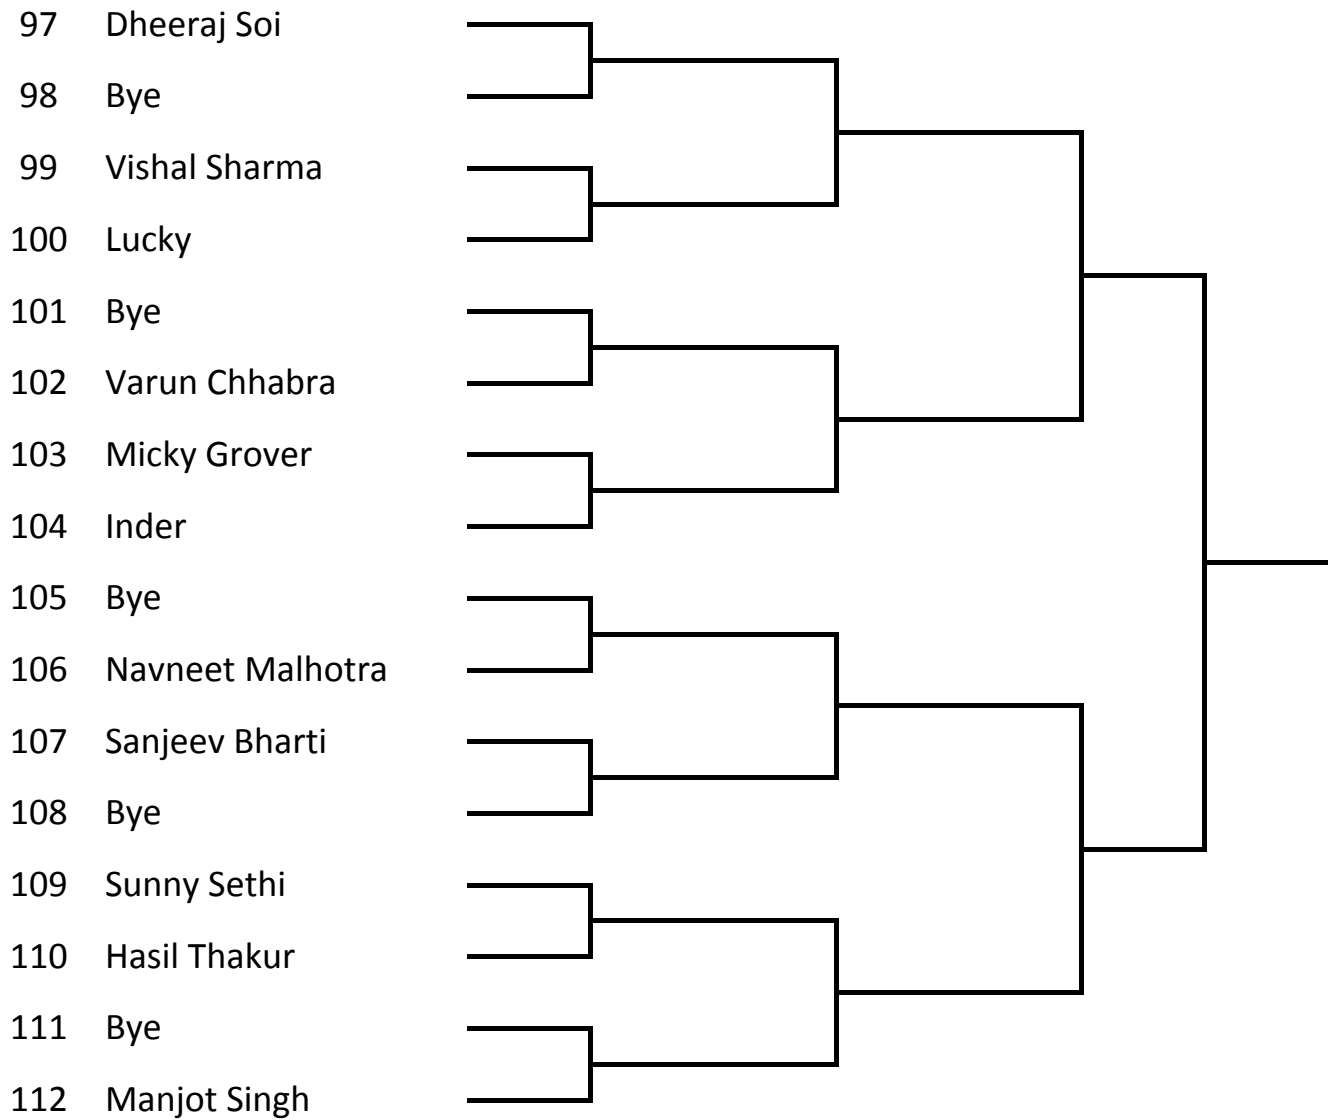 97 Dheeraj Soi
98 Bye
99 Vishal Sharma
100 Lucky
101 Bye
102 Varun Chhabra
103 Micky Grover
104 Inder
105 Bye
106 Navneet Malhotra
107 Sanjeev Bharti
108 Bye
109 Sunny Sethi
110 Hasil Thakur
111 Bye
112 Manjot Singh